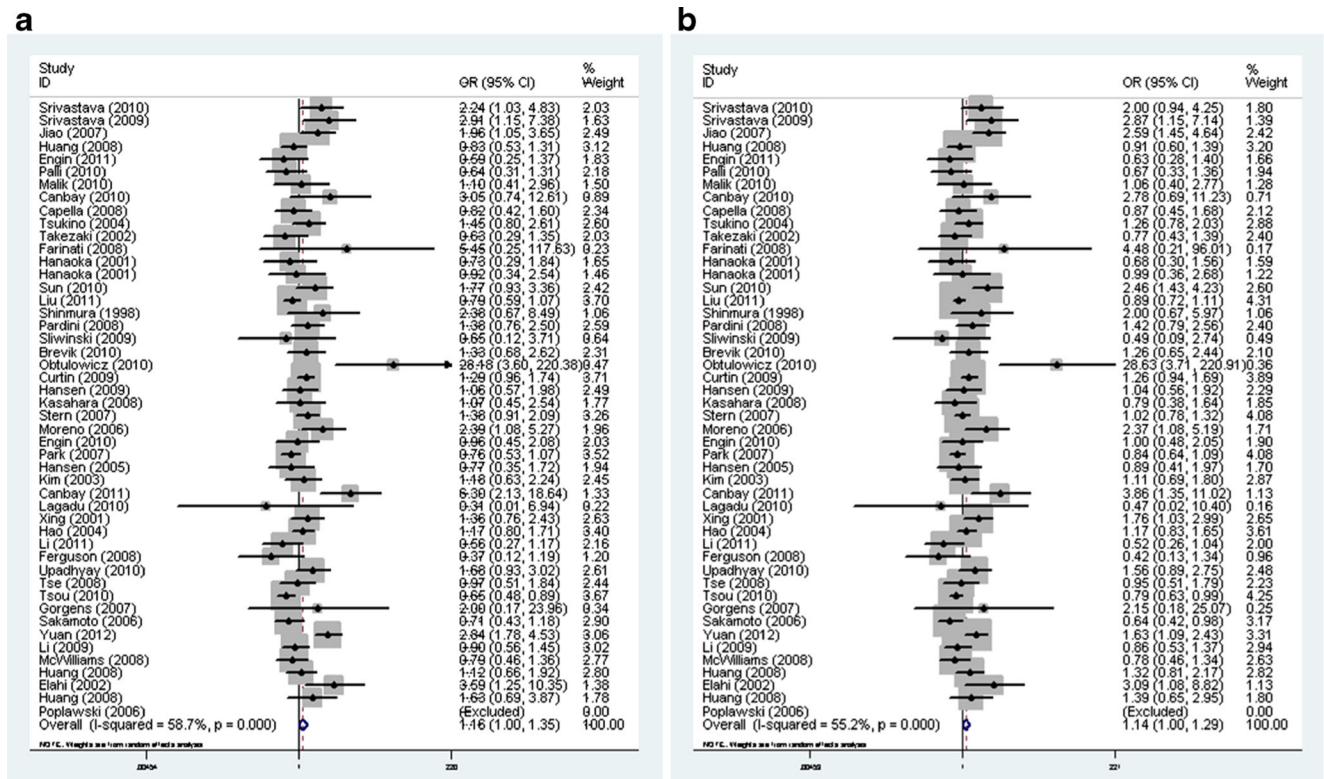 a
Study ID OR (95% CI) % Weight
Srivastava (2010) 2.24 (1.03, 4.83) 2.03
Srivastava (2009) 2.91 (1.15, 7.38) 1.63
Jiao (2007) 1.96 (1.05, 3.65) 2.49
Huang (2008) 0.83 (0.53, 1.31) 3.12
Engin (2011) 0.59 (0.25, 1.37) 1.83
Palli (2010) 0.64 (0.31, 1.31) 2.18
Malik (2010) 1.10 (0.41, 2.96) 1.50
Canbay (2010) 3.05 (0.74, 12.61) 0.89
Capella (2008) 0.82 (0.42, 1.60) 2.34
Tsukino (2004) 1.45 (0.80, 2.61) 2.60
Takezaki (2002) 0.63 (0.29, 1.35) 2.03
Farinati (2008) 5.45 (0.25, 117.63) 0.23
Hanaoka (2001) 0.73 (0.29, 1.84) 1.65
Hanaoka (2001) 0.92 (0.34, 2.54) 1.46
Sun (2010) 1.77 (0.93, 3.36) 2.42
Liu (2011) 0.79 (0.59, 1.07) 3.70
Shinmura (1998) 2.38 (0.67, 8.49) 1.06
Pardini (2008) 1.38 (0.76, 2.50) 2.59
Sliwinski (2009) 0.65 (0.12, 3.71) 0.64
Brevik (2010) 1.33 (0.68, 2.62) 2.31
Obtulowicz (2010) 28.18 (3.60, 220.38) 0.47
Curtin (2009) 1.29 (0.96, 1.74) 3.71
Hansen (2009) 1.06 (0.57, 1.98) 2.49
Kasahara (2008) 1.07 (0.45, 2.54) 1.77
Stern (2007) 1.38 (0.91, 2.09) 3.26
Moreno (2006) 2.39 (1.08, 5.27) 1.96
Engin (2010) 0.96 (0.45, 2.08) 2.03
Park (2007) 0.76 (0.53, 1.07) 3.52
Hansen (2005) 0.77 (0.35, 1.72) 1.94
Kim (2003) 1.18 (0.63, 2.24) 2.45
Canbay (2011) 6.30 (2.13, 18.64) 1.33
Lagadu (2010) 0.31 (0.01, 6.94) 0.22
Xing (2001) 1.36 (0.76, 2.43) 2.63
Hao (2004) 1.17 (0.80, 1.71) 3.40
Li (2011) 0.56 (0.27, 1.17) 2.16
Ferguson (2008) 0.37 (0.12, 1.19) 1.20
Upadhyay (2010) 1.68 (0.93, 3.02) 2.61
Tse (2008) 0.97 (0.51, 1.84) 2.44
Tsou (2010) 0.65 (0.48, 0.89) 3.67
Gorgens (2007) 2.00 (0.17, 23.96) 0.34
Sakamoto (2006) 0.71 (0.43, 1.18) 2.90
Yuan (2012) 2.84 (1.78, 4.53) 3.06
Li (2009) 0.90 (0.56, 1.45) 3.02
McWilliams (2008) 0.79 (0.46, 1.36) 2.77
Huang (2008) 1.12 (0.66, 1.92) 2.80
Elahi (2002) 3.59 (1.25, 10.35) 1.38
Huang (2008) 1.63 (0.69, 3.87) 1.78
Poplawski (2006) (Excluded) 0.00
Overall (I-squared = 58.7%, p = 0.000) 1.16 (1.00, 1.35) 100.00
NOTE: Weights are from random effects analysis
.00454 1 220
b
Study ID OR (95% CI) % Weight
Srivastava (2010) 2.00 (0.94, 4.25) 1.80
Srivastava (2009) 2.87 (1.15, 7.14) 1.39
Jiao (2007) 2.59 (1.45, 4.64) 2.42
Huang (2008) 0.91 (0.60, 1.39) 3.20
Engin (2011) 0.63 (0.28, 1.40) 1.66
Palli (2010) 0.67 (0.33, 1.36) 1.94
Malik (2010) 1.06 (0.40, 2.77) 1.28
Canbay (2010) 2.78 (0.69, 11.23) 0.71
Capella (2008) 0.87 (0.45, 1.68) 2.12
Tsukino (2004) 1.26 (0.78, 2.03) 2.88
Takezaki (2002) 0.77 (0.43, 1.39) 2.40
Farinati (2008) 4.48 (0.21, 96.01) 0.17
Hanaoka (2001) 0.68 (0.30, 1.56) 1.59
Hanaoka (2001) 0.99 (0.36, 2.68) 1.22
Sun (2010) 2.46 (1.43, 4.23) 2.60
Liu (2011) 0.89 (0.72, 1.11) 4.31
Shinmura (1998) 2.00 (0.67, 5.97) 1.06
Pardini (2008) 1.42 (0.79, 2.56) 2.40
Sliwinski (2009) 0.49 (0.09, 2.74) 0.49
Brevik (2010) 1.26 (0.65, 2.44) 2.10
Obtulowicz (2010) 28.63 (3.71, 220.91) 0.36
Curtin (2009) 1.26 (0.94, 1.69) 3.89
Hansen (2009) 1.04 (0.56, 1.92) 2.29
Kasahara (2008) 0.79 (0.38, 1.64) 1.85
Stern (2007) 1.02 (0.78, 1.32) 4.08
Moreno (2006) 2.37 (1.08, 5.19) 1.71
Engin (2010) 1.00 (0.48, 2.05) 1.90
Park (2007) 0.84 (0.64, 1.09) 4.08
Hansen (2005) 0.89 (0.41, 1.97) 1.70
Kim (2003) 1.11 (0.69, 1.80) 2.87
Canbay (2011) 3.86 (1.35, 11.02) 1.13
Lagadu (2010) 0.47 (0.02, 10.40) 0.16
Xing (2001) 1.76 (1.03, 2.99) 2.65
Hao (2004) 1.17 (0.83, 1.65) 3.61
Li (2011) 0.52 (0.26, 1.04) 2.00
Ferguson (2008) 0.42 (0.13, 1.34) 0.96
Upadhyay (2010) 1.56 (0.89, 2.75) 2.48
Tse (2008) 0.95 (0.51, 1.79) 2.23
Tsou (2010) 0.79 (0.63, 0.99) 4.25
Gorgens (2007) 2.15 (0.18, 25.07) 0.25
Sakamoto (2006) 0.64 (0.42, 0.98) 3.17
Yuan (2012) 1.63 (1.09, 2.43) 3.31
Li (2009) 0.86 (0.53, 1.37) 2.94
McWilliams (2008) 0.78 (0.46, 1.34) 2.63
Huang (2008) 1.32 (0.81, 2.17) 2.82
Elahi (2002) 3.09 (1.08, 8.82) 1.13
Huang (2008) 1.39 (0.65, 2.95) 1.80
Poplawski (2006) (Excluded) 0.00
Overall (I-squared = 55.2%, p = 0.000) 1.14 (1.00, 1.29) 100.00
NOTE: Weights are from random effects analysis
1 221